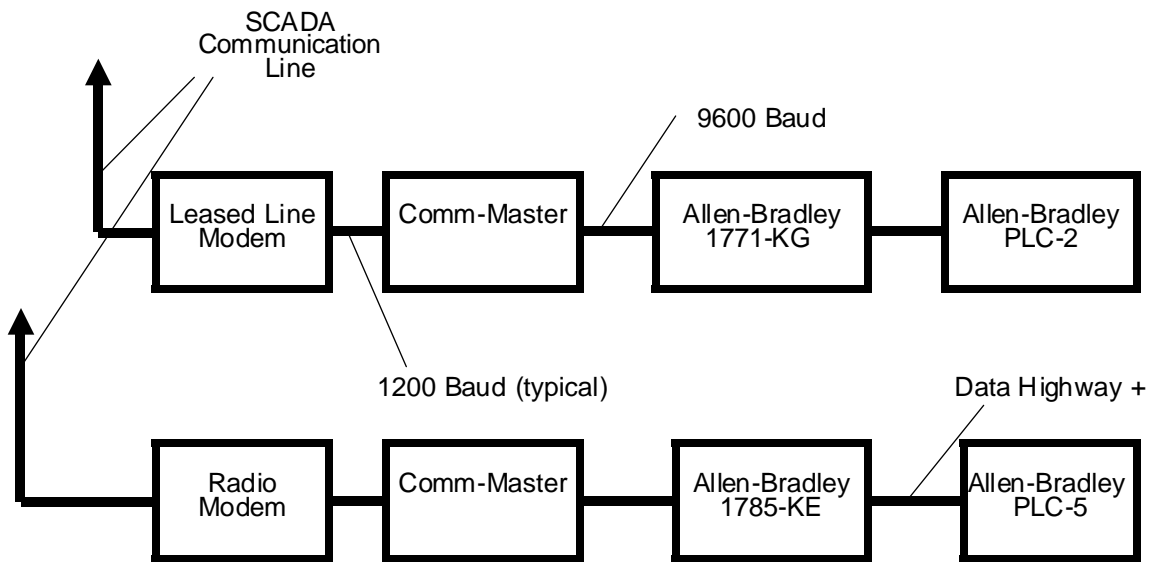 SCADA
Communication
Line
9600 Baud
Leased Line
Modem
Comm-Master
Allen-Bradley
1771-KG
Allen-Bradley
PLC-2
1200 Baud (typical)
Data Highway +
Radio
Modem
Comm-Master
Allen-Bradley
1785-KE
Allen-Bradley
PLC-5